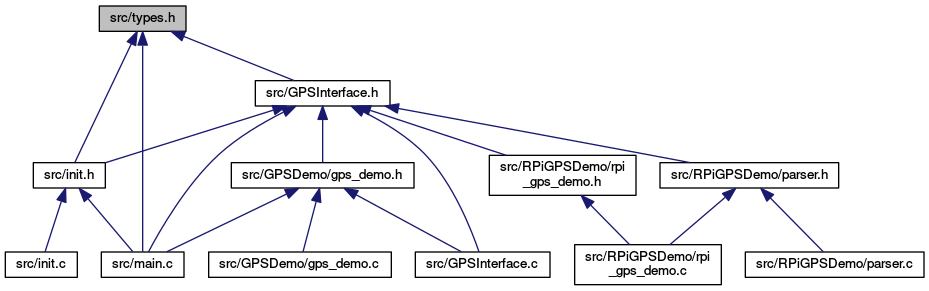 src/types.h
src/GPSInterface.h
src/init.h
src/GPSDemo/gps_demo.h
src/RPiGPSDemo/rpi
_gps_demo.h
src/RPiGPSDemo/parser.h
src/init.c
src/main.c
src/GPSDemo/gps_demo.c
src/GPSInterface.c
src/RPiGPSDemo/rpi
_gps_demo.c
src/RPiGPSDemo/parser.c